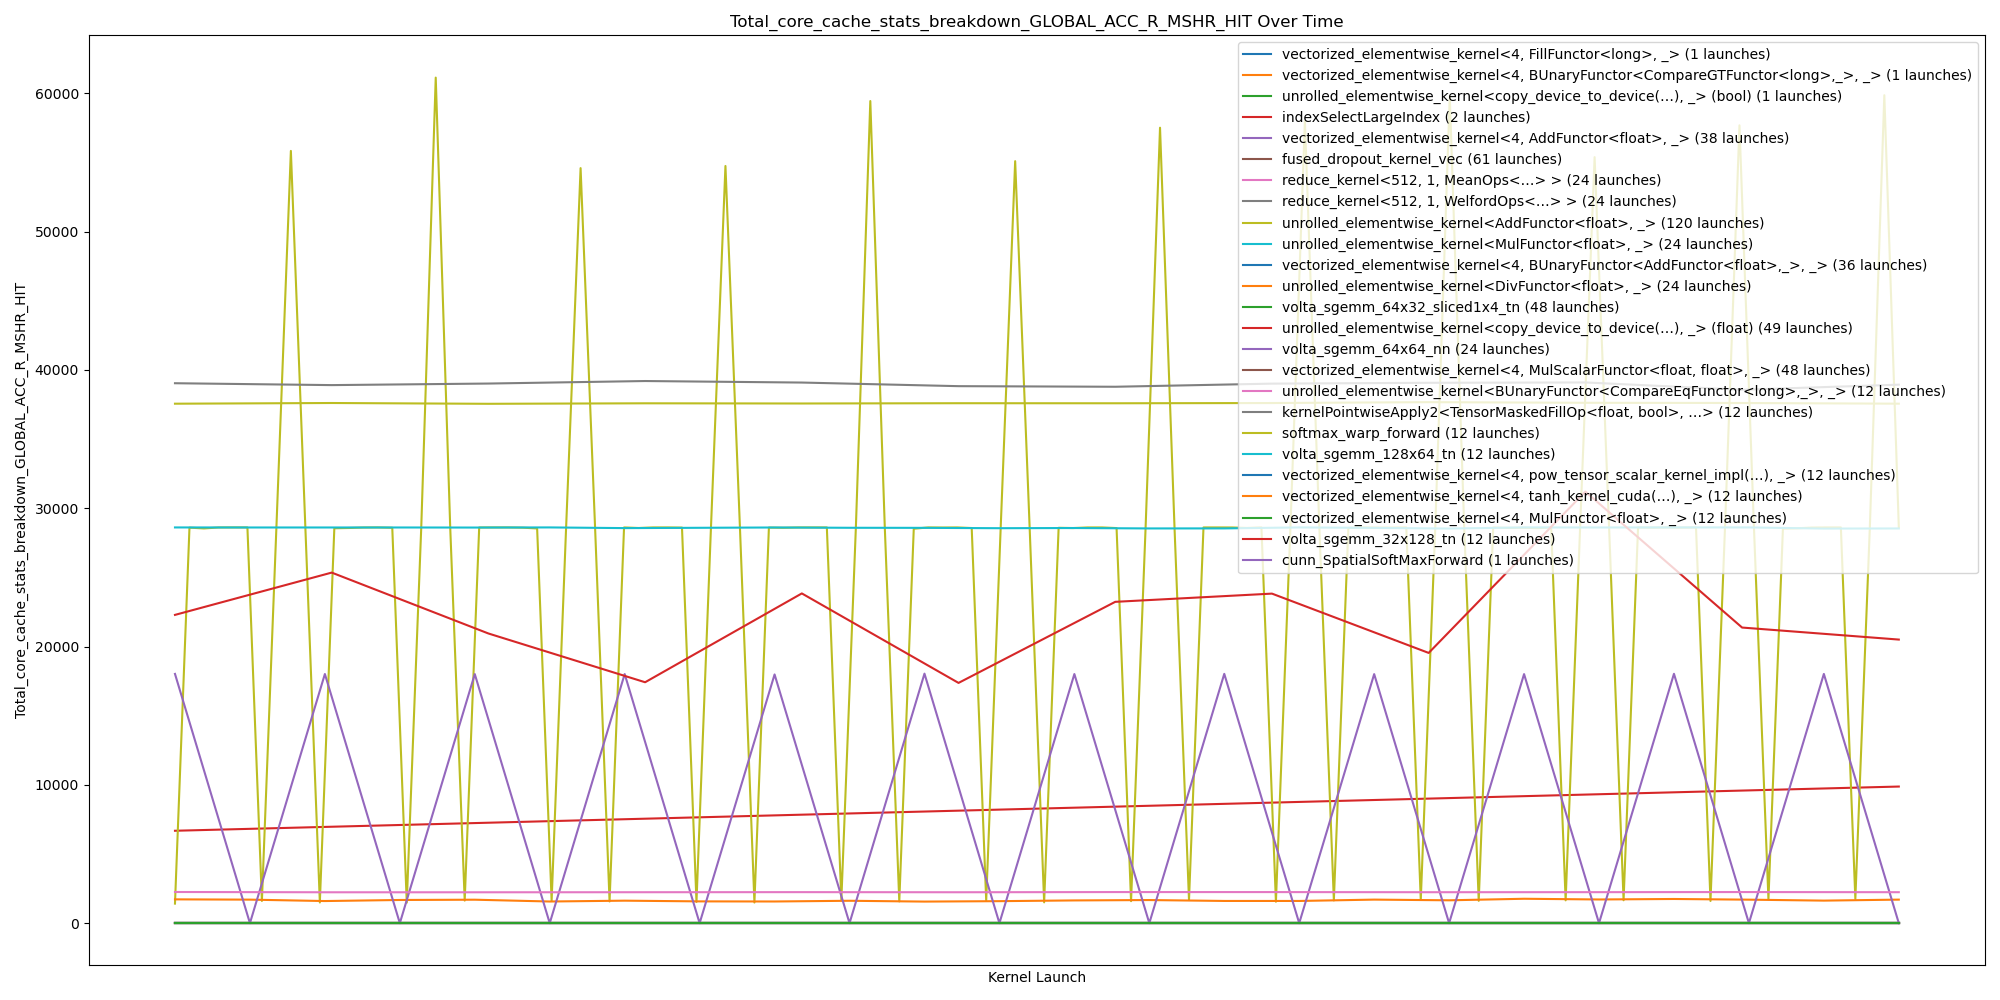 Total_core_cache_stats_breakdown_GLOBAL_ACC_R_MSHR_HIT Over Time
vectorized_elementwise_kernel<4, FillFunctor<long>, _> (1 launches)
vectorized_elementwise_kernel<4, BUnaryFunctor<CompareGTFunctor<long>,_>, _> (1 launches)
unrolled_elementwise_kernel<copy_device_to_device(...), _> (bool) (1 launches)
indexSelectLargeIndex (2 launches)
vectorized_elementwise_kernel<4, AddFunctor<float>, _> (38 launches)
fused_dropout_kernel_vec (61 launches)
reduce_kernel<512, 1, MeanOps<...> > (24 launches)
reduce_kernel<512, 1, WelfordOps<...> > (24 launches)
unrolled_elementwise_kernel<AddFunctor<float>, _> (120 launches)
unrolled_elementwise_kernel<MulFunctor<float>, _> (24 launches)
vectorized_elementwise_kernel<4, BUnaryFunctor<AddFunctor<float>,_>, _> (36 launches)
unrolled_elementwise_kernel<DivFunctor<float>, _> (24 launches)
volta_sgemm_64x32_sliced1x4_tn (48 launches)
unrolled_elementwise_kernel<copy_device_to_device(...), _> (float) (49 launches)
volta_sgemm_64x64_nn (24 launches)
vectorized_elementwise_kernel<4, MulScalarFunctor<float, float>, _> (48 launches)
unrolled_elementwise_kernel<BUnaryFunctor<CompareEqFunctor<long>,_>, _> (12 launches)
kernelPointwiseApply2<TensorMaskedFillOp<float, bool>, ...> (12 launches)
softmax_warp_forward (12 launches)
volta_sgemm_128x64_tn (12 launches)
vectorized_elementwise_kernel<4, pow_tensor_scalar_kernel_impl(...), _> (12 launches)
vectorized_elementwise_kernel<4, tanh_kernel_cuda(...), _> (12 launches)
vectorized_elementwise_kernel<4, MulFunctor<float>, _> (12 launches)
volta_sgemm_32x128_tn (12 launches)
cunn_SpatialSoftMaxForward (1 launches)
60000
50000
40000
30000
20000
10000
0
Total_core_cache_stats_breakdown_GLOBAL_ACC_R_MSHR_HIT
Kernel Launch